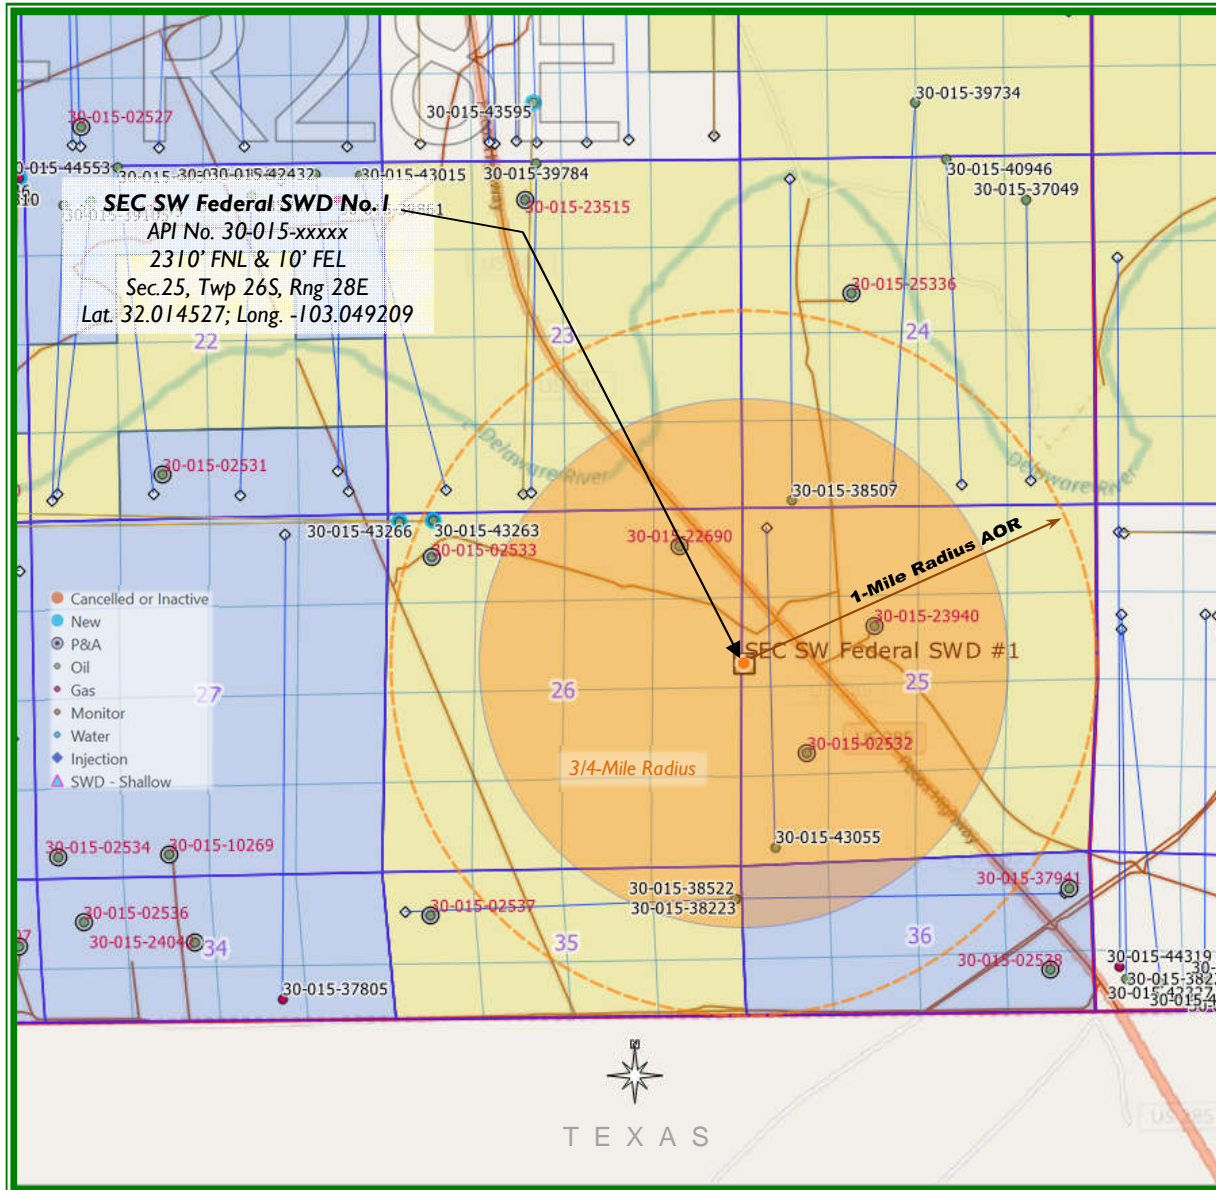 R28E
30-015-02527
30-015-43595
30-015-39734
30-015-43015
30-015-39784
30-015-40946
30-015-37049
30-015-23515
SEC SW Federal SWD No.1
API No. 30-015-xxxxx
2310' FNL & 10' FEL
Sec.25, Twp 26S, Rng 28E
Lat. 32.014527; Long. -103.049209
30-015-25336
22
23
24
Delaware River
Delaware River
30-015-02531
30-015-38507
30-015-43266
30-015-43263
30-015-02533
30-015-22690
1-Mile Radius AOR
30-015-23940
SEC SW Federal SWD #1
Cancelled or Inactive
New
P&A
Oil
Gas
Monitor
Water
Injection
SWD - Shallow
27
26
25
30-015-02532
3/4-Mile Radius
Pecos Highway
30-015-02534
30-015-10269
30-015-43055
30-015-37941
30-015-38522
30-015-38223
30-015-02537
30-015-02536
34
35
36
30-015-02538
30-015-44319
30-015-37805
N
TEXAS
US 285